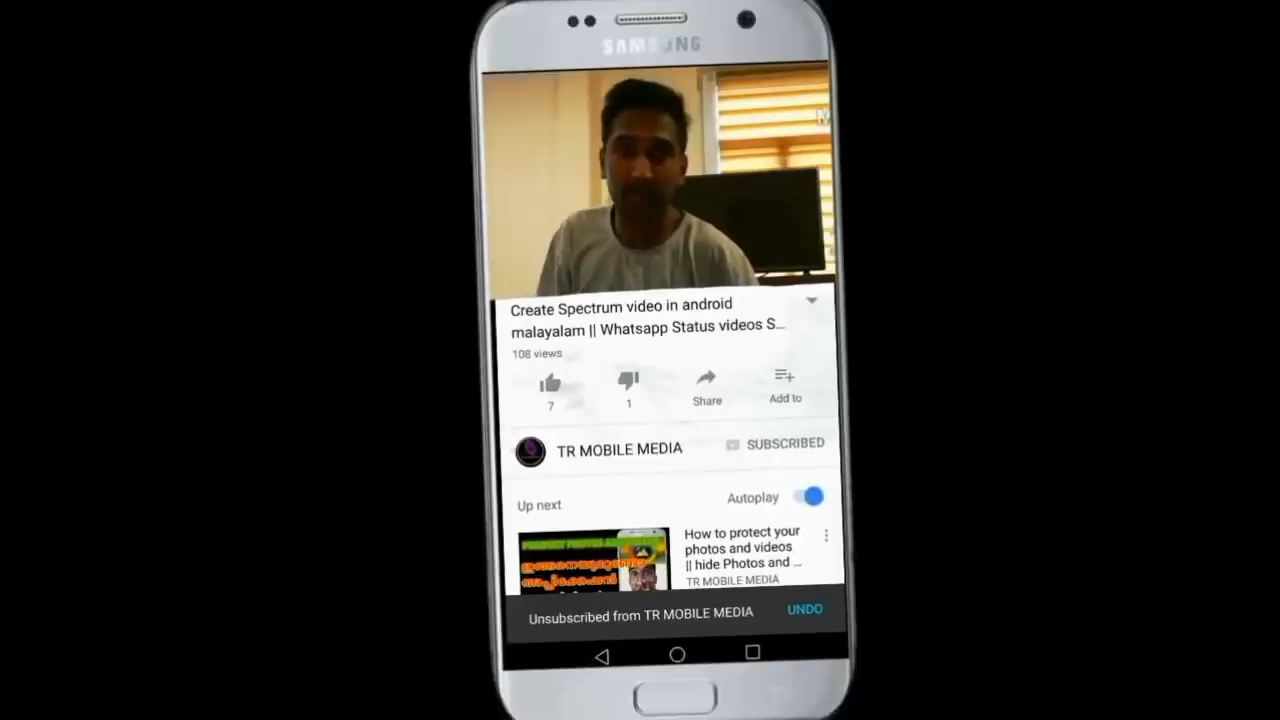 SAMSUNG
M
Create Spectrum video in android
malayalam || Whatsapp Status videos S...
108 views
7
1
Share
Add to
TR MOBILE MEDIA
SUBSCRIBED
Up next
Autoplay
How to protect your
photos and videos
|| hide Photos and ...
TR MOBILE MEDIA
Unsubscribed from TR MOBILE MEDIA
UNDO